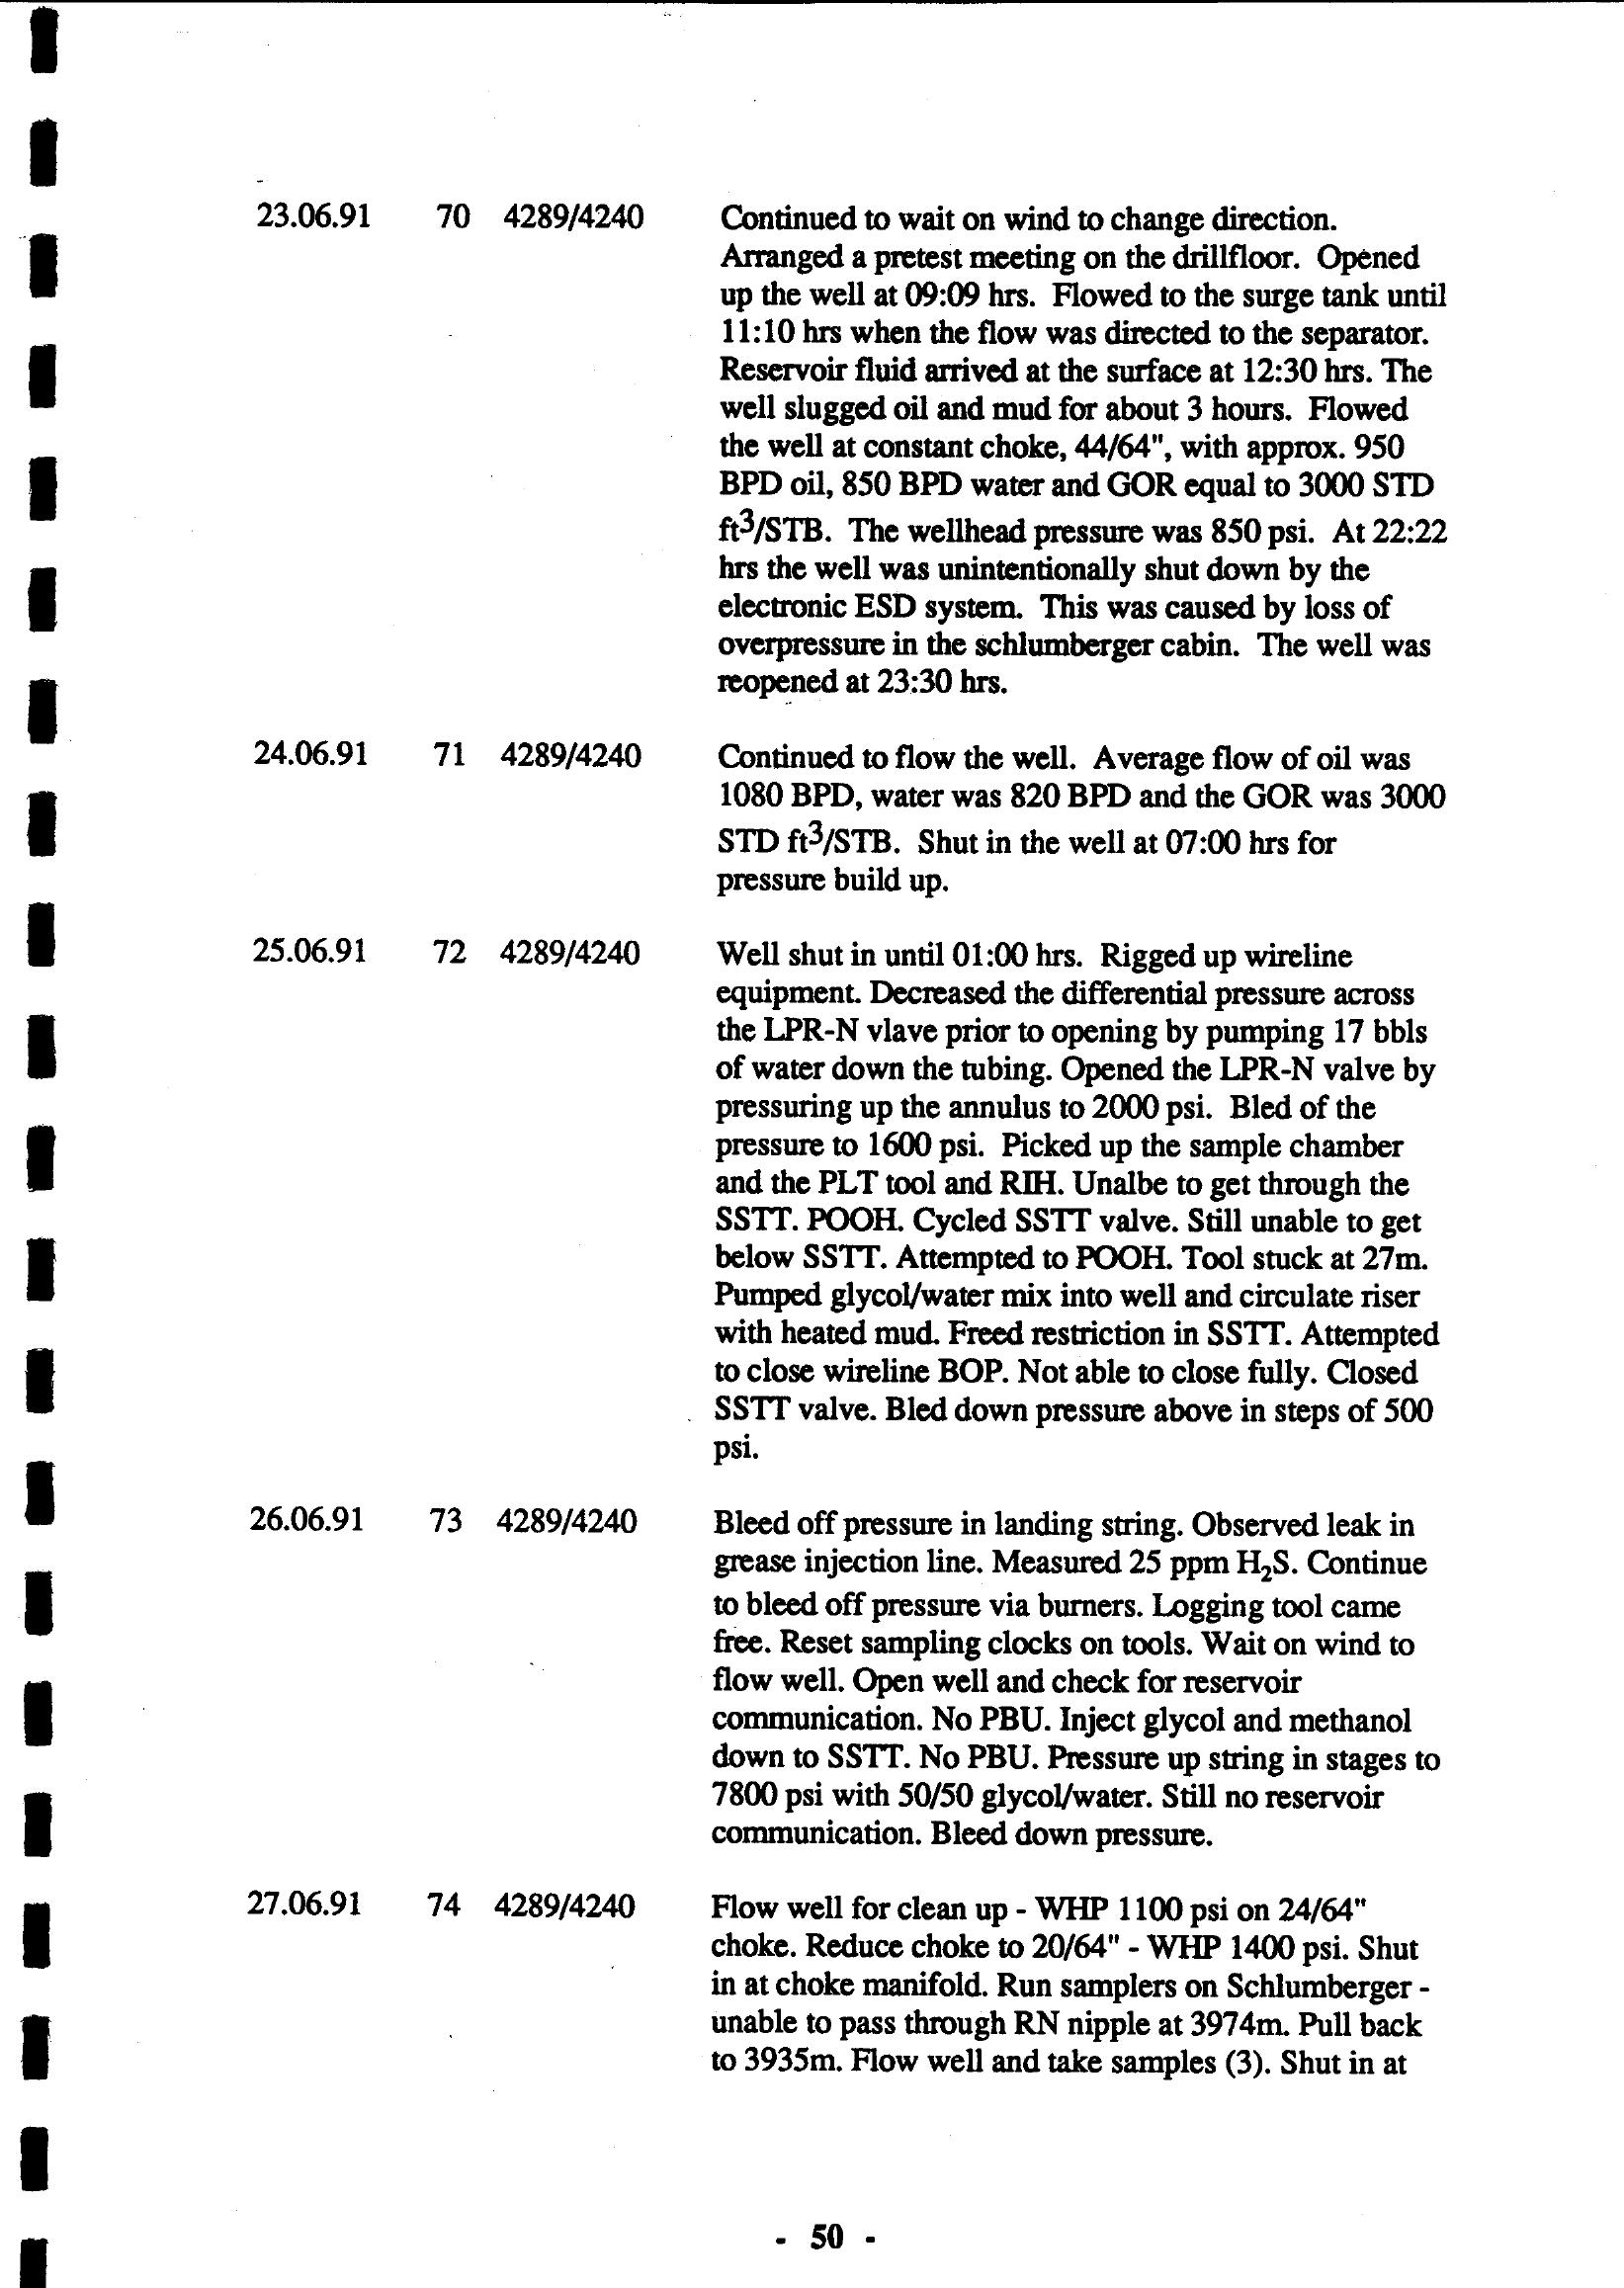 23.06.91 70 4289/4240 Continued to wait on wind to change direction.
Arranged a pretest meeting on the drillfloor. Opened
up the well at 09:09 hrs. Flowed to the surge tank until
11:10 hrs when the flow was directed to the separator.
Reservoir fluid arrived at the surface at 12:30 hrs. The
well slugged oil and mud for about 3 hours. Flowed
the well at constant choke, 44/64", with approx. 950
BPD oil, 850 BPD water and GOR equal to 3000 STD
ft³/STB. The wellhead pressure was 850 psi. At 22:22
hrs the well was unintentionally shut down by the
electronic ESD system. This was caused by loss of
overpressure in the schlumberger cabin. The well was
reopened at 23:30 hrs.
24.06.91 71 4289/4240 Continued to flow the well. Average flow of oil was
1080 BPD, water was 820 BPD and the GOR was 3000
STD ft³/STB. Shut in the well at 07:00 hrs for
pressure build up.
25.06.91 72 4289/4240 Well shut in until 01:00 hrs. Rigged up wireline
equipment. Decreased the differential pressure across
the LPR-N vlave prior to opening by pumping 17 bbls
of water down the tubing. Opened the LPR-N valve by
pressuring up the annulus to 2000 psi. Bled of the
pressure to 1600 psi. Picked up the sample chamber
and the PLT tool and RIH. Unalbe to get through the
SSTT. POOH. Cycled SSTT valve. Still unable to get
below SSTT. Attempted to POOH. Tool stuck at 27m.
Pumped glycol/water mix into well and circulate riser
with heated mud. Freed restriction in SSTT. Attempted
to close wireline BOP. Not able to close fully. Closed
SSTT valve. Bled down pressure above in steps of 500
psi.
26.06.91 73 4289/4240 Bleed off pressure in landing string. Observed leak in
grease injection line. Measured 25 ppm H₂S. Continue
to bleed off pressure via burners. Logging tool came
free. Reset sampling clocks on tools. Wait on wind to
flow well. Open well and check for reservoir
communication. No PBU. Inject glycol and methanol
down to SSTT. No PBU. Pressure up string in stages to
7800 psi with 50/50 glycol/water. Still no reservoir
communication. Bleed down pressure.
27.06.91 74 4289/4240 Flow well for clean up - WHP 1100 psi on 24/64"
choke. Reduce choke to 20/64" - WHP 1400 psi. Shut
in at choke manifold. Run samplers on Schlumberger -
unable to pass through RN nipple at 3974m. Pull back
to 3935m. Flow well and take samples (3). Shut in at
- 50 -